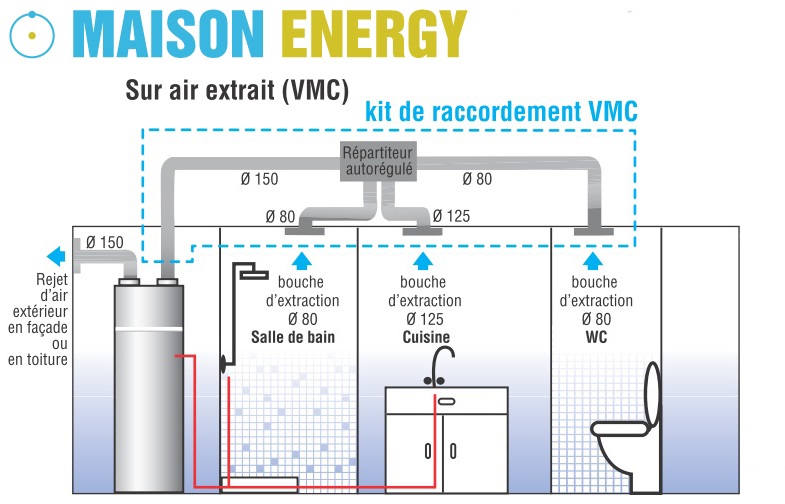 MAISON ENERGY
Sur air extrait (VMC)
kit de raccordement VMC
Répartiteur
autorégulé
Ø 150
Ø 80
Ø 80
Ø 125
Ø 150
Rejet
d'air
extérieur
en façade
ou
en toiture
bouche
d'extraction
Ø 80
Salle de bain
bouche
d'extraction
Ø 125
Cuisine
bouche
d'extraction
Ø 80
WC